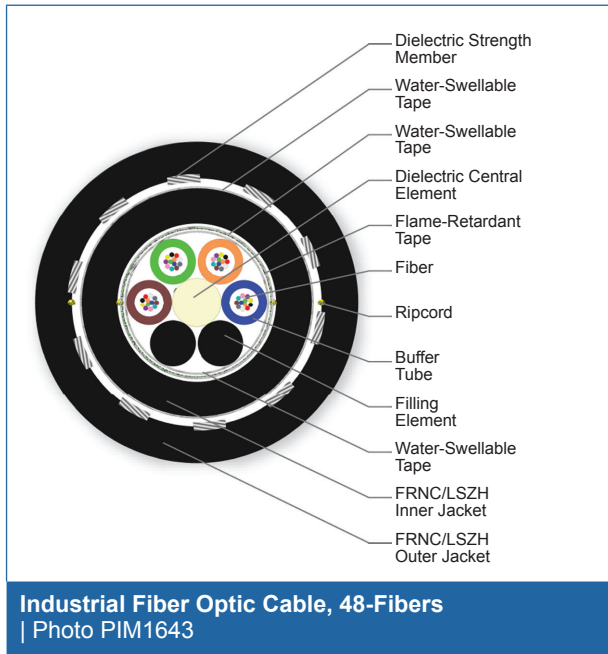 Dielectric Strength
Member
Water-Swellable
Tape
Water-Swellable
Tape
Dielectric Central
Element
Flame-Retardant
Tape
Fiber
Ripcord
Buffer
Tube
Filling
Element
Water-Swellable
Tape
FRNC/LSZH
Inner Jacket
FRNC/LSZH
Outer Jacket
Industrial Fiber Optic Cable, 48-Fibers
| Photo PIM1643